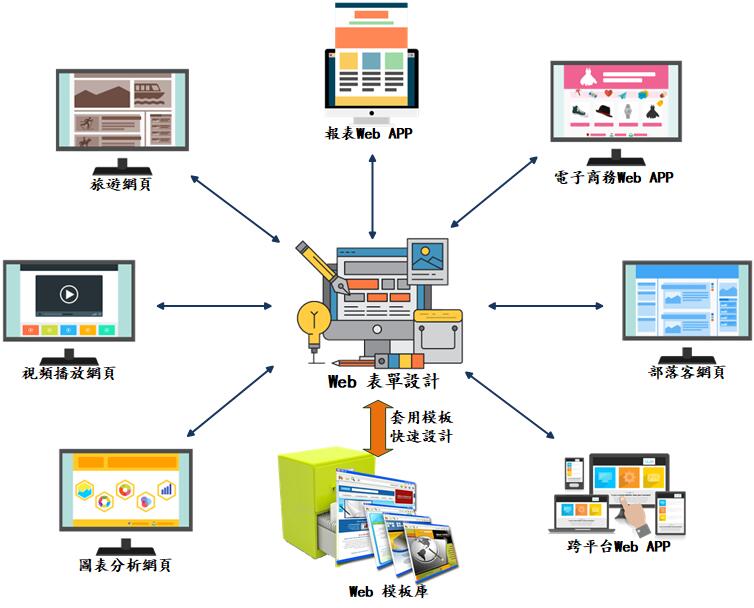 報表Web APP
旅遊網頁
電子商務Web APP
視頻播放網頁
部落客網頁
Web 表單設計
套用模板
快速設計
圖表分析網頁
跨平台Web APP
Web 模板庫